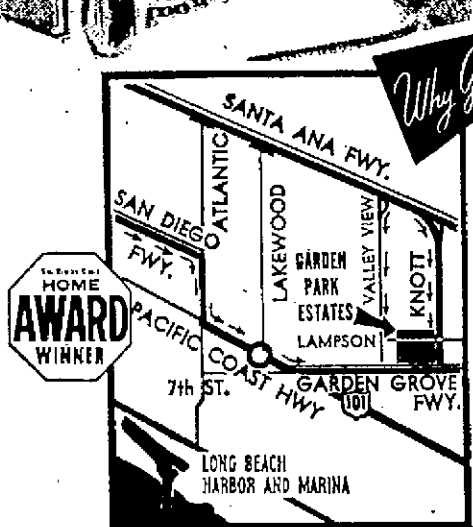 Why
SANTA ANA FWY.
ATLANTIC
SAN DIEGO
FWY.
LAKEWOOD
VALLEY VIEW
KNOTT
GARDEN
PARK
ESTATES
LAMPSON
HOME
AWARD
WINNER
PACIFIC COAST HWY
7th ST.
GARDEN GROVE
FWY.
101
LONG BEACH
HARBOR AND MARINA